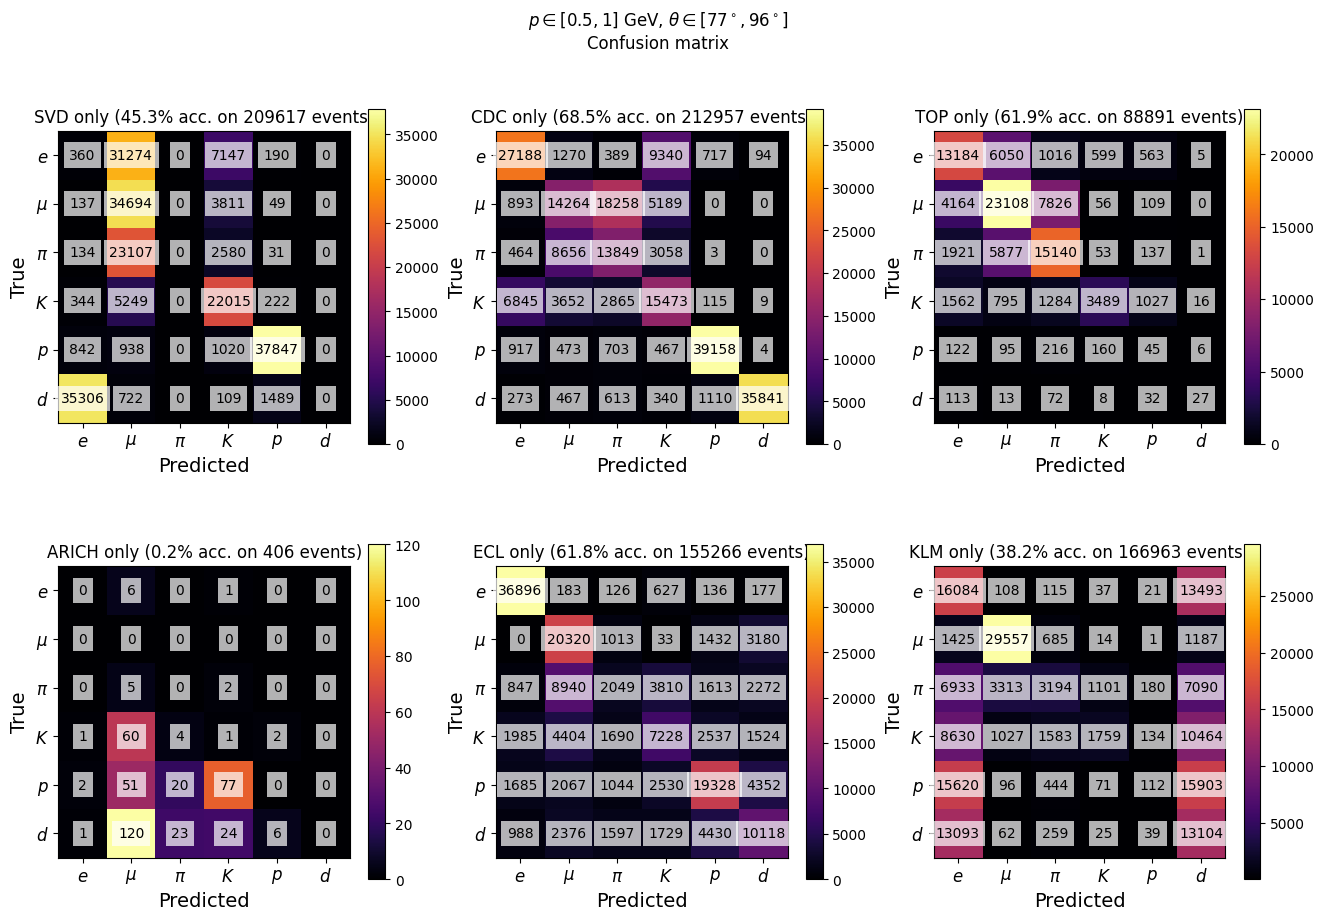 p ∈ [0.5, 1] GeV, θ ∈ [77°, 96°]
Confusion matrix
SVD only (45.3% acc. on 209617 events
e 360 31274 0 7147 190 0
μ 137 34694 0 3811 49 0
π 134 23107 0 2580 31 0
K 344 5249 0 22015 222 0
p 842 938 0 1020 37847 0
d 35306 722 0 109 1489 0
e μ π K p d
Predicted
True
35000
30000
25000
20000
15000
10000
5000
0
CDC only (68.5% acc. on 212957 events
e 27188 1270 389 9340 717 94
μ 893 14264 18258 5189 0 0
π 464 8656 13849 3058 3 0
K 6845 3652 2865 15473 115 9
p 917 473 703 467 39158 4
d 273 467 613 340 1110 35841
e μ π K p d
Predicted
True
35000
30000
25000
20000
15000
10000
5000
0
TOP only (61.9% acc. on 88891 events)
e 13184 6050 1016 599 563 5
μ 4164 23108 7826 56 109 0
π 1921 5877 15140 53 137 1
K 1562 795 1284 3489 1027 16
p 122 95 216 160 45 6
d 113 13 72 8 32 27
e μ π K p d
Predicted
True
20000
15000
10000
5000
0
ARICH only (0.2% acc. on 406 events)
e 0 6 0 1 0 0
μ 0 0 0 0 0 0
π 0 5 0 2 0 0
K 1 60 4 1 2 0
p 2 51 20 77 0 0
d 1 120 23 24 6 0
e μ π K p d
Predicted
True
120
100
80
60
40
20
0
ECL only (61.8% acc. on 155266 events)
e 36896 183 126 627 136 177
μ 0 20320 1013 33 1432 3180
π 847 8940 2049 3810 1613 2272
K 1985 4404 1690 7228 2537 1524
p 1685 2067 1044 2530 19328 4352
d 988 2376 1597 1729 4430 10118
e μ π K p d
Predicted
True
35000
30000
25000
20000
15000
10000
5000
0
KLM only (38.2% acc. on 166963 events
e 16084 108 115 37 21 13493
μ 1425 29557 685 14 1 1187
π 6933 3313 3194 1101 180 7090
K 8630 1027 1583 1759 134 10464
p 15620 96 444 71 112 15903
d 13093 62 259 25 39 13104
e μ π K p d
Predicted
True
25000
20000
15000
10000
5000